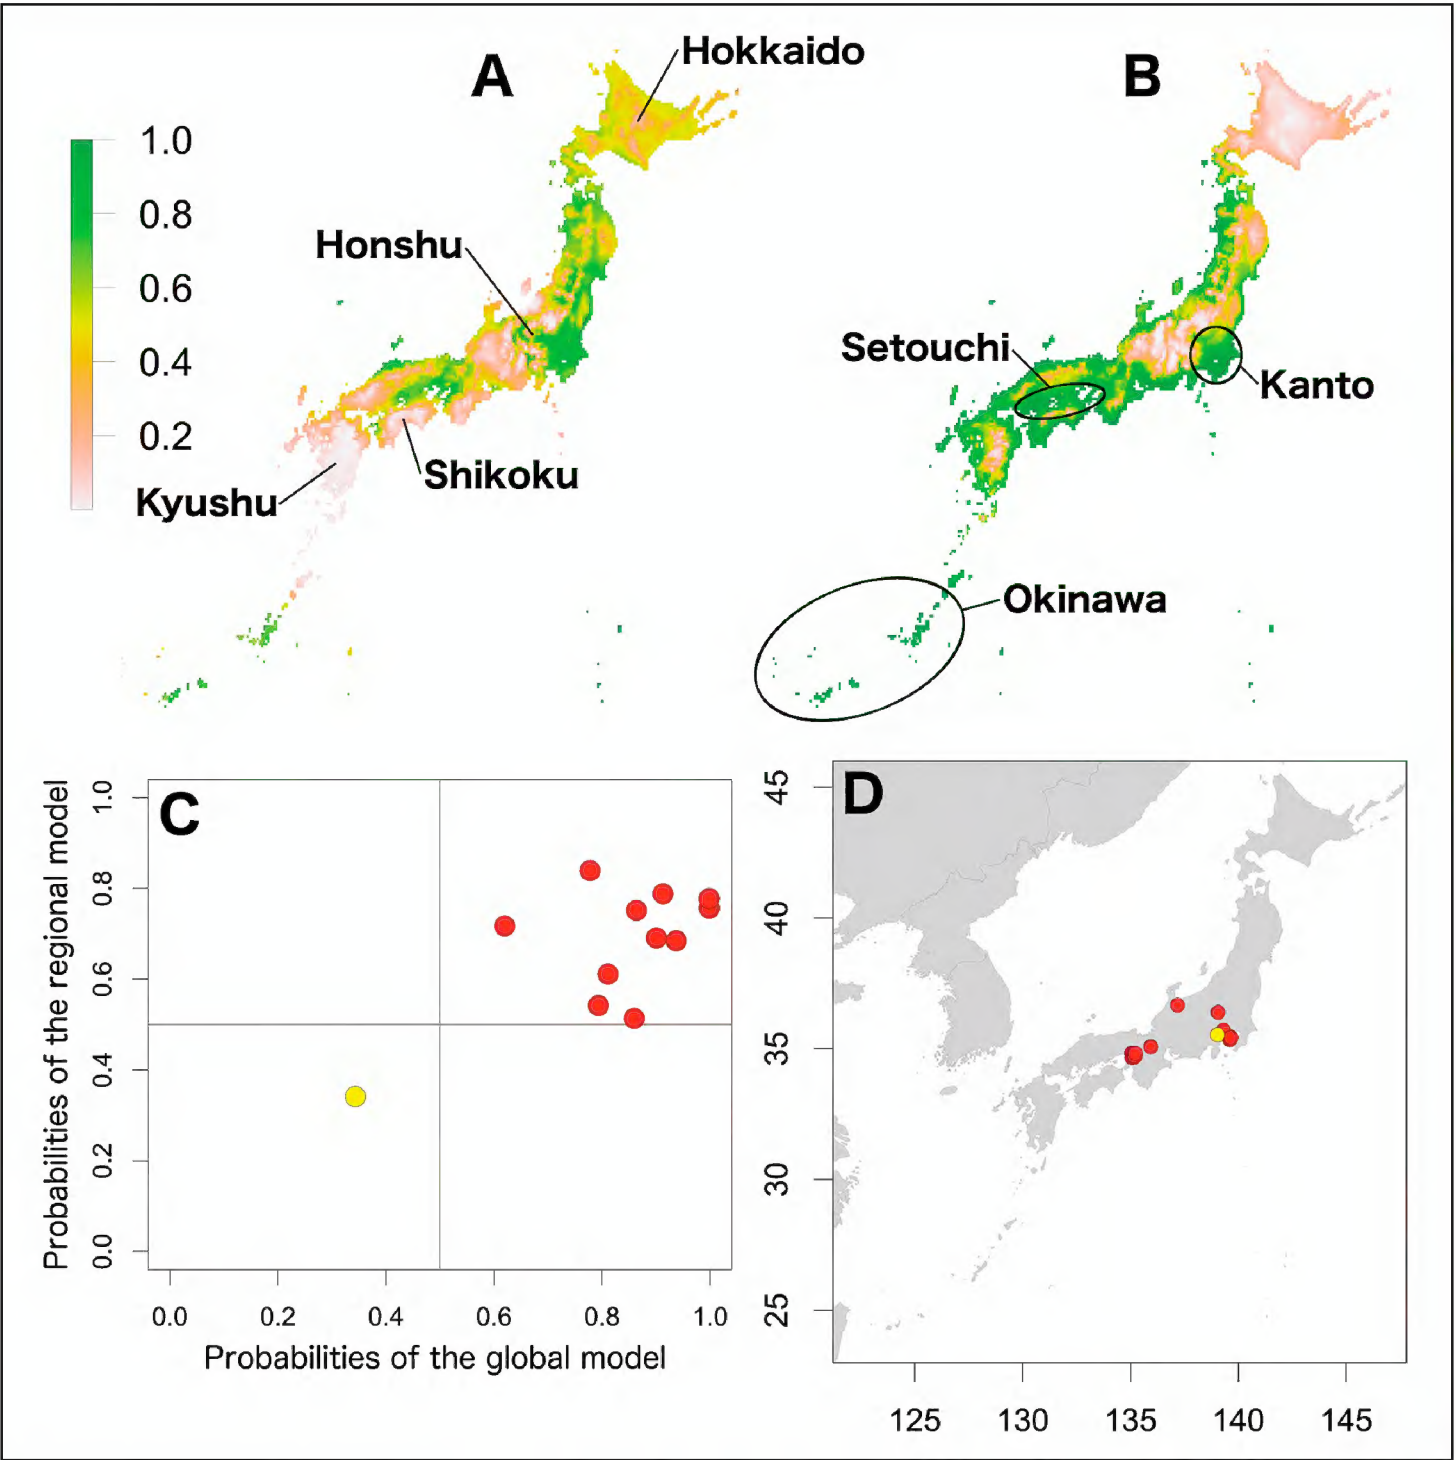 A
Hokkaido
B
1.0
0.8
0.6
0.4
0.2
Honshu
Setouchi
Kanto
Shikoku
Kyushu
Okinawa
C
Probabilities of the regional model
1.0
0.8
0.6
0.4
0.2
0.0
0.0 0.2 0.4 0.6 0.8 1.0
Probabilities of the global model
D
45
40
35
30
25
125 130 135 140 145